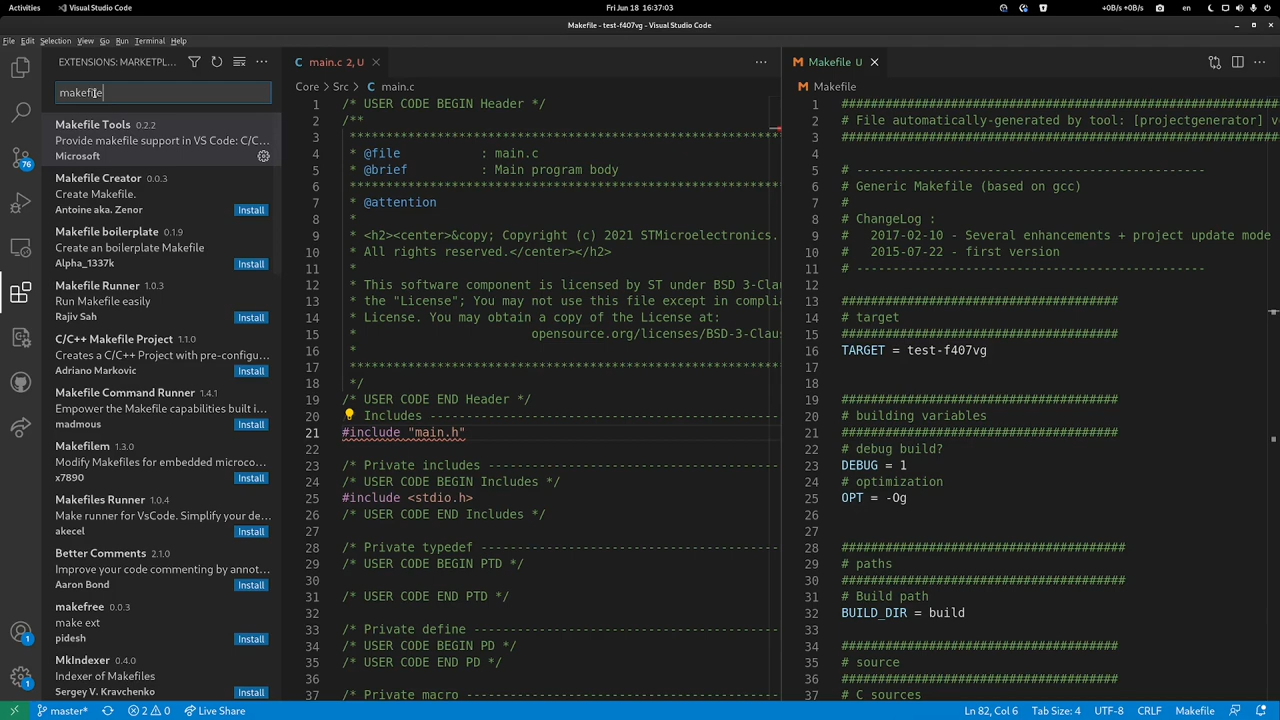 Activities
Visual Studio Code
Fri Jun 18 16:37:03
+0B/s +0B/s
en
Makefile - test-f407vg - Visual Studio Code
File Edit Selection View Go Run Terminal Help
EXTENSIONS: MARKETPL...
makefile
Makefile Tools 0.2.2
Provide makefile support in VS Code: C/C...
Microsoft
Makefile Creator 0.0.3
Create Makefile.
Antoine aka. Zenor
Install
Makefile boilerplate 0.1.9
Create an boilerplate Makefile
Alpha_1337k
Install
Makefile Runner 1.0.3
Run Makefile easily
Rajiv Sah
Install
C/C++ Makefile Project 1.1.0
Creates a C/C++ Project with pre-configu...
Adriano Markovic
Install
Makefile Command Runner 1.4.1
Empower the Makefile capabilities built i...
madmous
Install
Makefilem 1.3.0
Modify Makefiles for embedded microco...
x7890
Install
Makefiles Runner 1.0.4
Make runner for VsCode. Simplify your de...
akecel
Install
Better Comments 2.1.0
Improve your code commenting by annot...
Aaron Bond
Install
makefree 0.0.3
make ext
pidesh
Install
MkIndexer 0.4.0
Indexer of Makefiles
Sergey V. Kravchenko
Install
76
1
1
main.c 2, U
Core > Src > main.c
1 /* USER CODE BEGIN Header */
2 /**
3 ******************************************************************************
4 * @file : main.c
5 * @brief : Main program body
6 ******************************************************************************
7 * @attention
8 *
9 * <h2><center>&copy; Copyright (c) 2021 STMicroelectronics.
10 * All rights reserved.</center></h2>
11 *
12 * This software component is licensed by ST under BSD 3-Cla
13 * the "License"; You may not use this file except in compli
14 * License. You may obtain a copy of the License at:
15 * opensource.org/licenses/BSD-3-Claus
16 *
17 ******************************************************************************
18 */
19 /* USER CODE END Header */
20 Includes ------------------------------------------------
21 #include "main.h"
22
23 /* Private includes ----------------------------------------
24 /* USER CODE BEGIN Includes */
25 #include <stdio.h>
26 /* USER CODE END Includes */
27
28 /* Private typedef -----------------------------------------
29 /* USER CODE BEGIN PTD */
30
31 /* USER CODE END PTD */
32
33 /* Private define ------------------------------------------
34 /* USER CODE BEGIN PD */
35 /* USER CODE END PD */
36
37 /* Private macro -------------------------------------------
Makefile U
Makefile
1 ############################################################
2 # File automatically-generated by tool: [projectgenerator] v
3 ############################################################
4
5 # ------------------------------------------------
6 # Generic Makefile (based on gcc)
7 #
8 # ChangeLog :
9 # 2017-02-10 - Several enhancements + project update mode
10 # 2015-07-22 - first version
11 # ------------------------------------------------
12
13 ######################################
14 # target
15 ######################################
16 TARGET = test-f407vg
17
18
19 ######################################
20 # building variables
21 ######################################
22 # debug build?
23 DEBUG = 1
24 # optimization
25 OPT = -Og
26
27
28 #######################################
29 # paths
30 #######################################
31 # Build path
32 BUILD_DIR = build
33
34 ######################################
35 # source
36 ######################################
37 # C sources
master*
2 0
Live Share
Ln 82, Col 6
Tab Size: 4
UTF-8
CRLF
Makefile